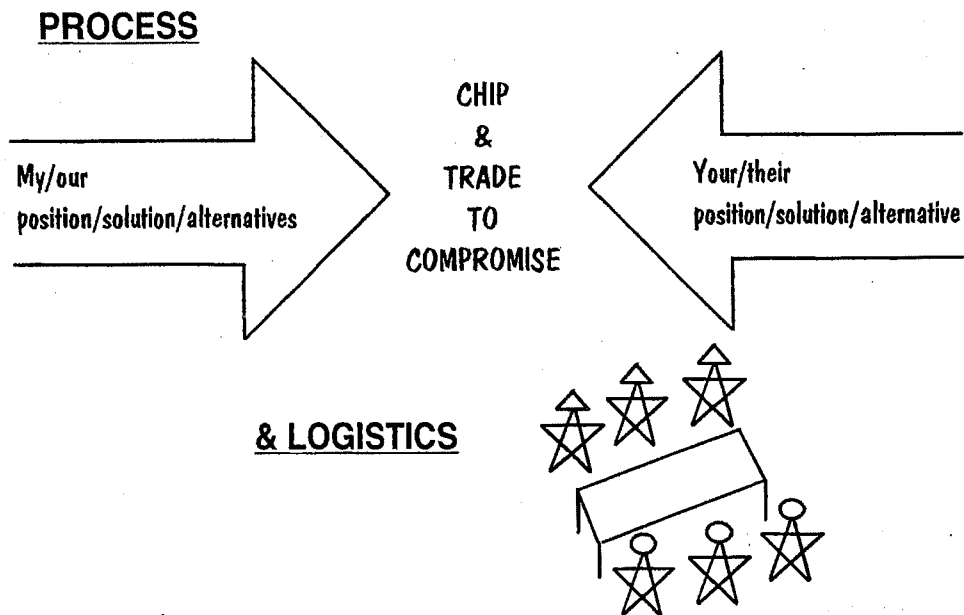 PROCESS
My/our
position/solution/alternatives
CHIP
&
TRADE
TO
COMPROMISE
Your/their
position/solution/alternative
& LOGISTICS